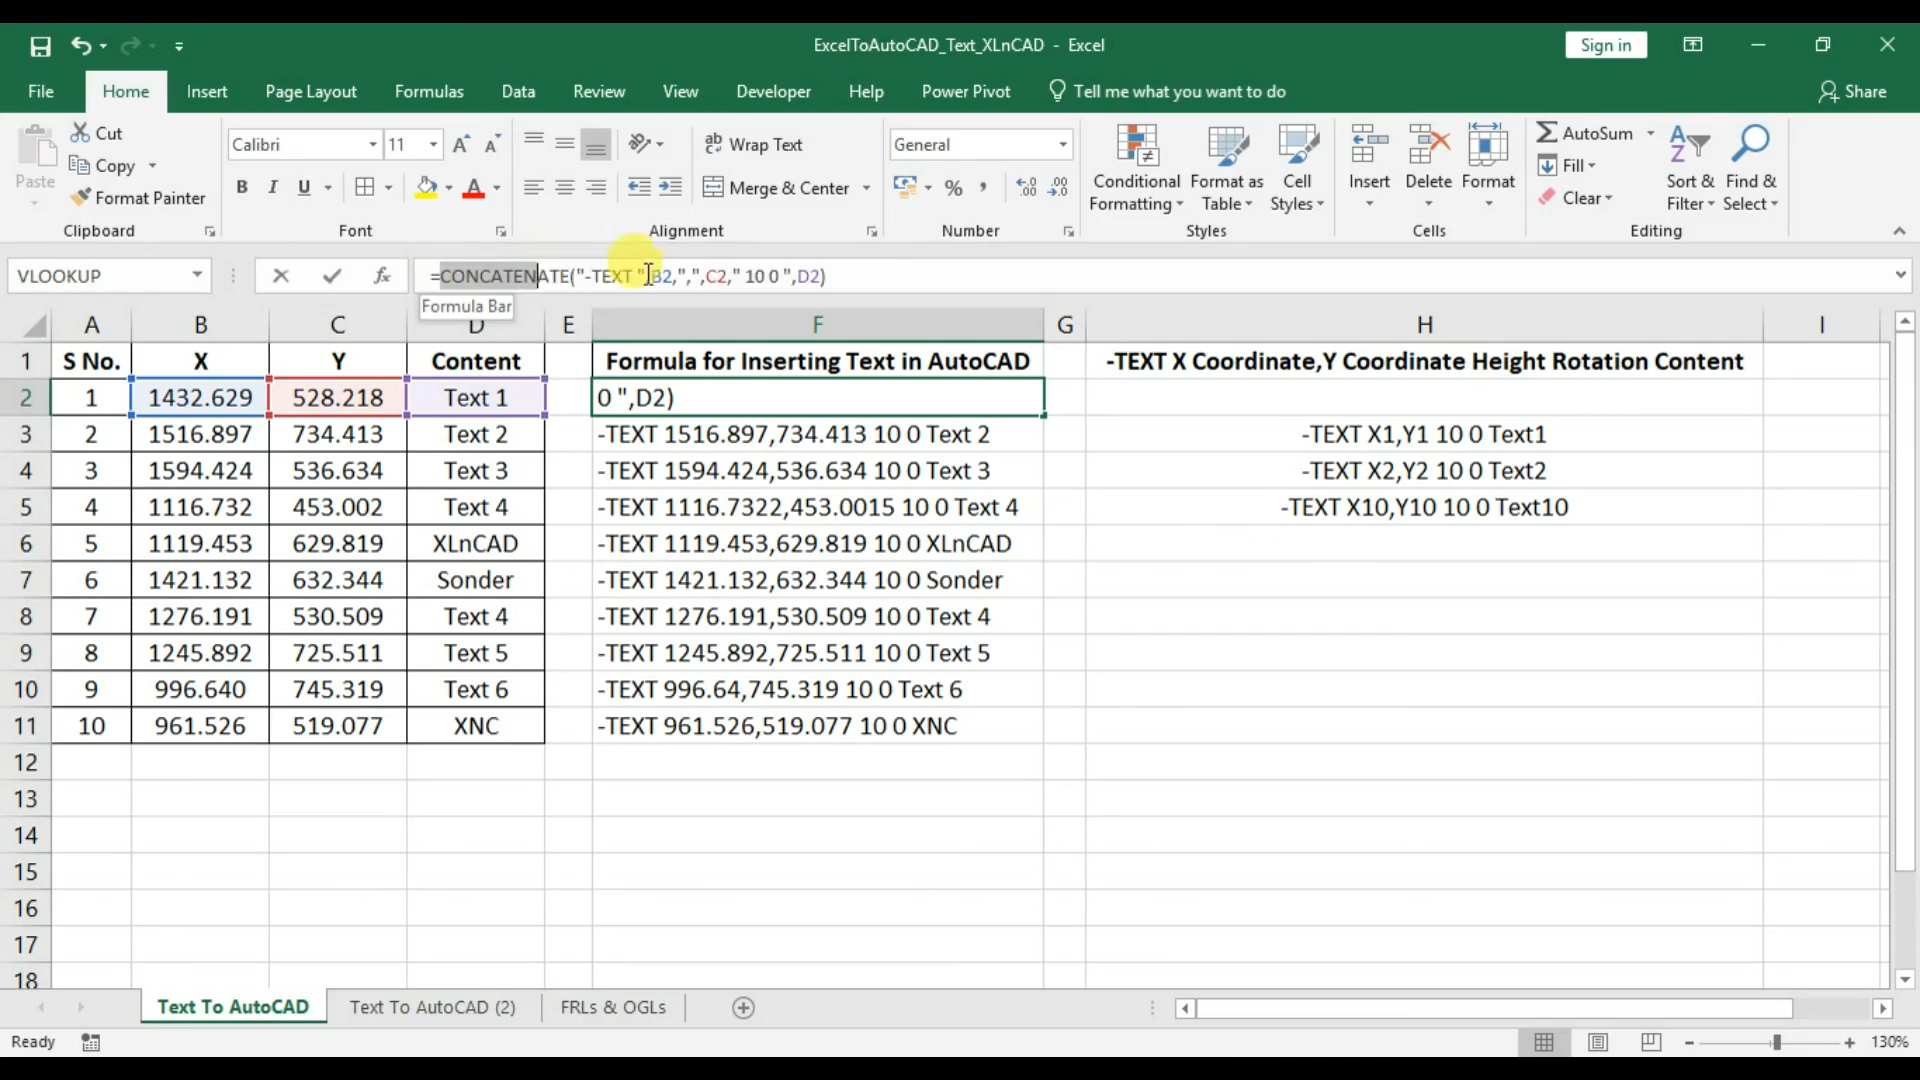 ExcelToAutoCAD_Text_XLnCAD - Excel
Sign in
File Home Insert Page Layout Formulas Data Review View Developer Help Power Pivot Tell me what you want to do Share
Paste
Cut
Copy
Format Painter
Clipboard
Calibri 11
B I U
Font
Wrap Text
Merge & Center
Alignment
General
%
Number
Conditional Formatting
Format as Table
Cell Styles
Styles
Insert Delete Format
Cells
AutoSum
Fill
Clear
Sort & Filter
Find & Select
Editing
VLOOKUP
fx
=CONCATENATE("-TEXT ",B2,",",C2," 10 0 ",D2)
Formula Bar
A B C D E F G H I
1 S No. X Y Content Formula for Inserting Text in AutoCAD -TEXT X Coordinate,Y Coordinate Height Rotation Content
2 1 1432.629 528.218 Text 1 0 ",D2)
3 2 1516.897 734.413 Text 2 -TEXT 1516.897,734.413 10 0 Text 2 -TEXT X1,Y1 10 0 Text1
4 3 1594.424 536.634 Text 3 -TEXT 1594.424,536.634 10 0 Text 3 -TEXT X2,Y2 10 0 Text2
5 4 1116.732 453.002 Text 4 -TEXT 1116.7322,453.0015 10 0 Text 4 -TEXT X10,Y10 10 0 Text10
6 5 1119.453 629.819 XLnCAD -TEXT 1119.453,629.819 10 0 XLnCAD
7 6 1421.132 632.344 Sonder -TEXT 1421.132,632.344 10 0 Sonder
8 7 1276.191 530.509 Text 4 -TEXT 1276.191,530.509 10 0 Text 4
9 8 1245.892 725.511 Text 5 -TEXT 1245.892,725.511 10 0 Text 5
10 9 996.640 745.319 Text 6 -TEXT 996.64,745.319 10 0 Text 6
11 10 961.526 519.077 XNC -TEXT 961.526,519.077 10 0 XNC
12
13
14
15
16
17
18
Text To AutoCAD Text To AutoCAD (2) FRLs & OGLs
Ready 130%